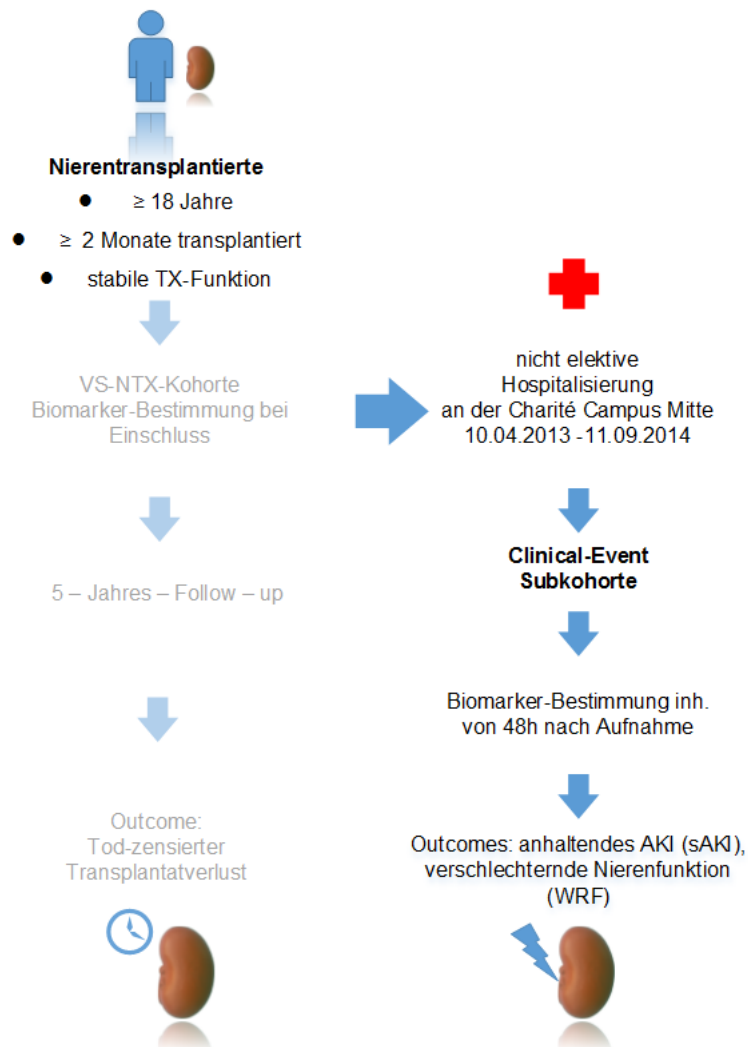 Nierentransplantierte
● ≥ 18 Jahre
● ≥ 2 Monate transplantiert
● stabile TX-Funktion
VS-NTX-Kohorte
Biomarker-Bestimmung bei
Einschluss
5 – Jahres – Follow – up
Outcome:
Tod-zensierter
Transplantatverlust
nicht elektive
Hospitalisierung
an der Charité Campus Mitte
10.04.2013 -11.09.2014
Clinical-Event
Subkohorte
Biomarker-Bestimmung inh.
von 48h nach Aufnahme
Outcomes: anhaltendes AKI (sAKI),
verschlechternde Nierenfunktion
(WRF)